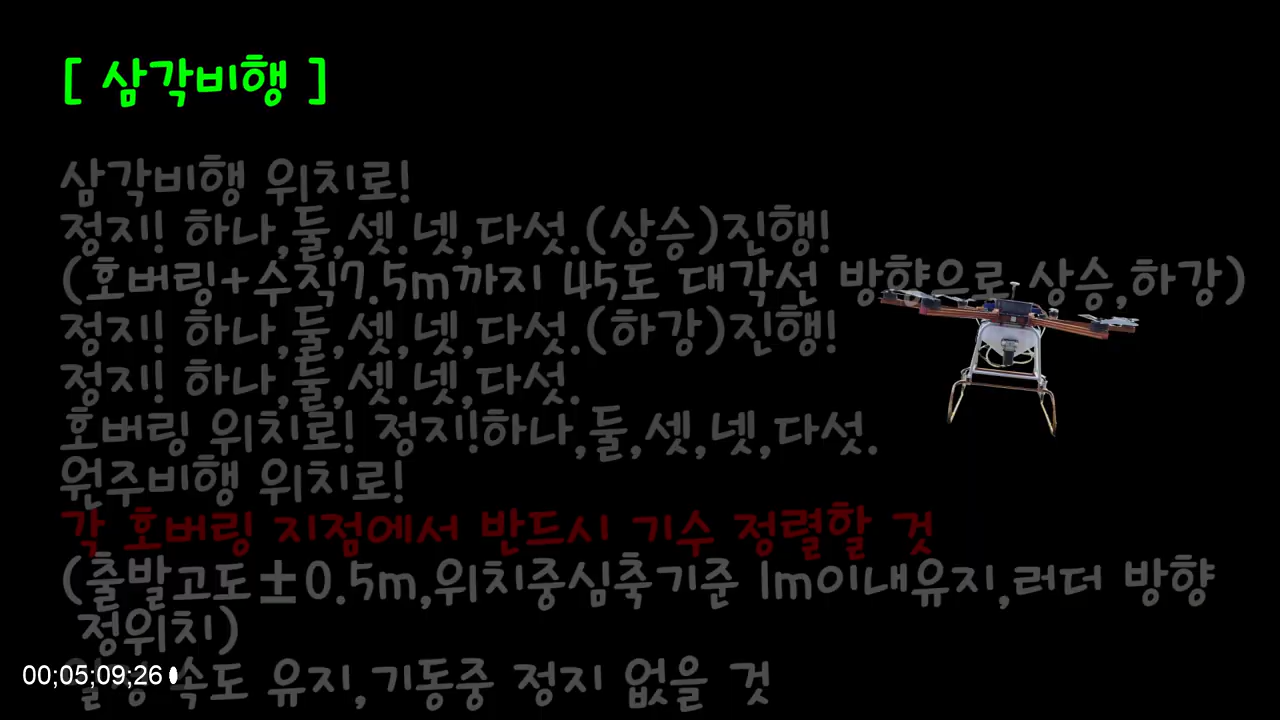 [ 삼각비행 ]
삼각비행 위치로!
정지! 하나,둘,셋.넷,다섯.(상승)진행!
(호버링+수직7.5m까지 45도 대각선 방향으로 상승,하강)
정지! 하나,둘,셋,넷,다섯.(하강)진행!
정지! 하나,둘,셋.넷,다섯.
호버링 위치로! 정지!하나,둘,셋,넷,다섯.
원주비행 위치로!
각 호버링 지점에서 반드시 기수 정렬할 것
(출발고도±0.5m,위치중심축기준 1m이내유지,러더 방향
정위치)
속도 유지,기동중 정지 없을 것
00;05;09;26